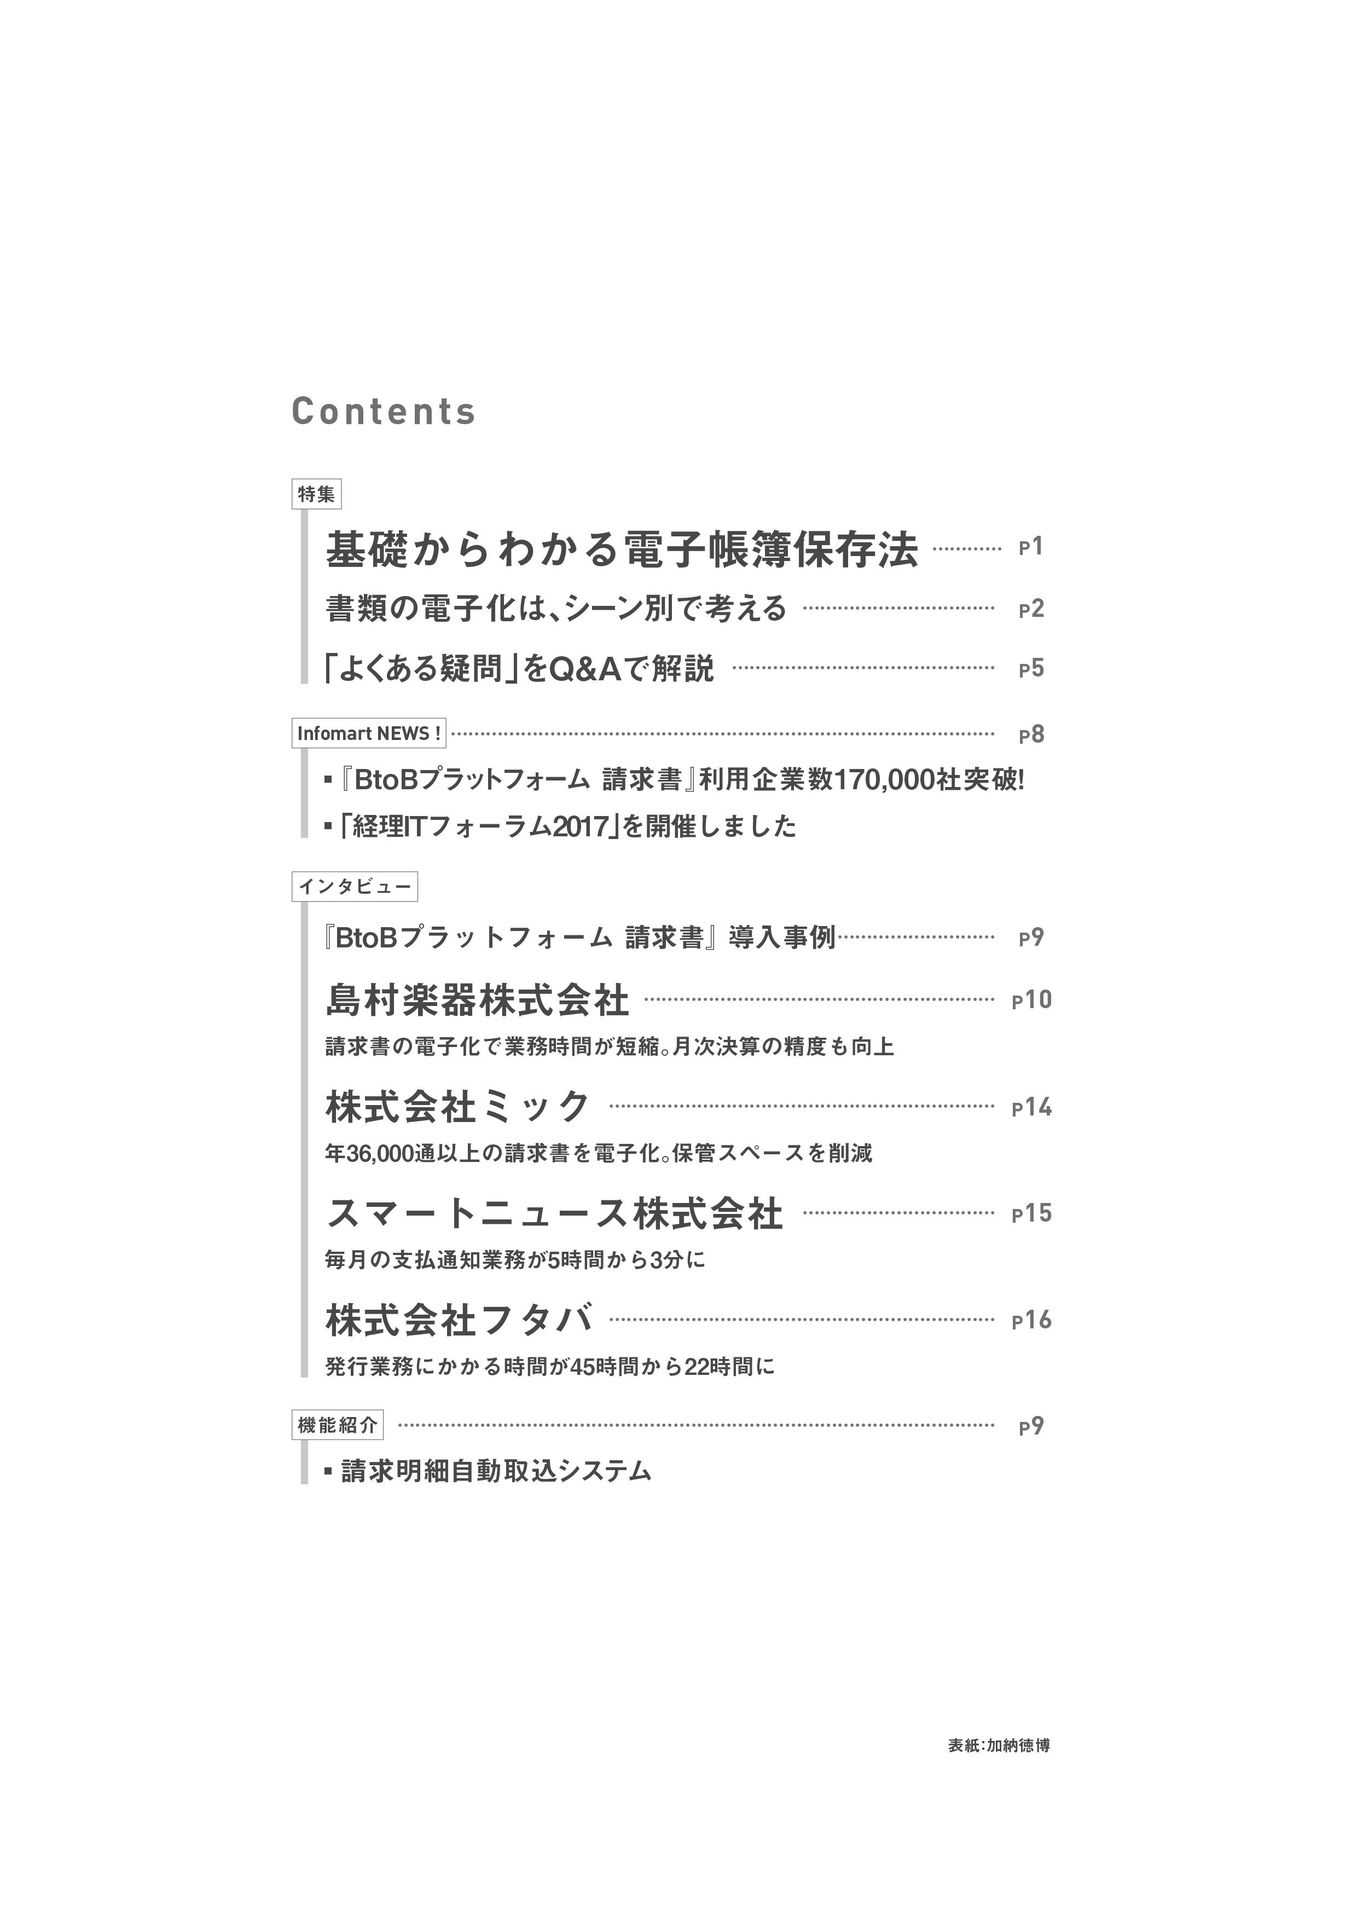 Contents
特集
基礎からわかる電子帳簿保存法 ………… P1
書類の電子化は、シーン別で考える ………… P2
「よくある疑問」をQ&Aで解説 ………… P5
Infomart NEWS ! ………… P8
▪『BtoBプラットフォーム 請求書』利用企業数170,000社突破!
▪「経理ITフォーラム2017」を開催しました
インタビュー
『BtoBプラットフォーム 請求書』 導入事例………… P9
島村楽器株式会社 ………… P10
請求書の電子化で業務時間が短縮。月次決算の精度も向上
株式会社ミック ………… P14
年36,000通以上の請求書を電子化。保管スペースを削減
スマートニュース株式会社 ………… P15
毎月の支払通知業務が5時間から3分に
株式会社フタバ ………… P16
発行業務にかかる時間が45時間から22時間に
機能紹介 ………… P9
▪ 請求明細自動取込システム
表紙：加納徳博